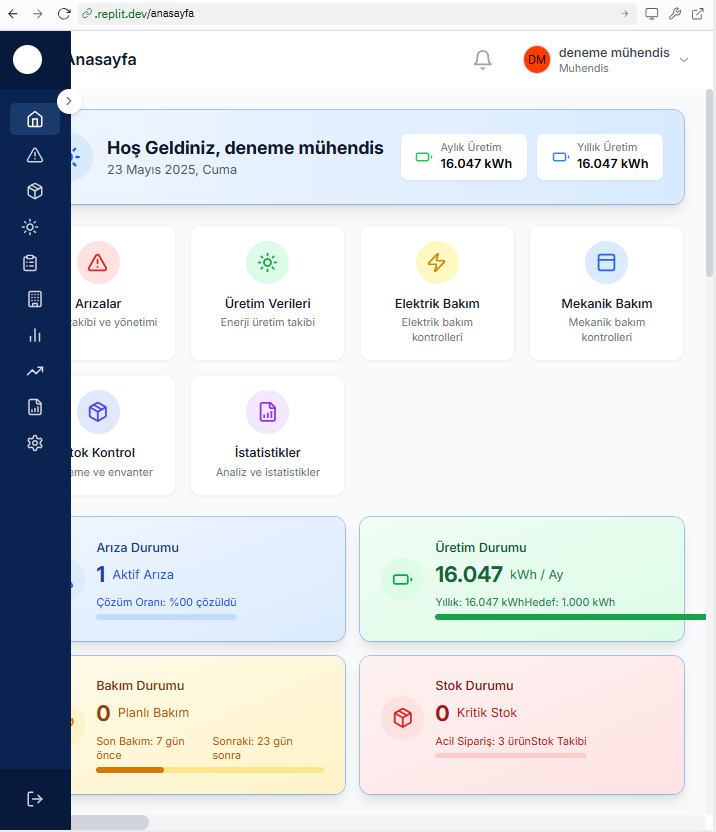 .replit.dev/anasayfa
Anasayfa
DM
deneme mühendis
Muhendis
Hoş Geldiniz, deneme mühendis
23 Mayıs 2025, Cuma
Aylık Üretim
16.047 kWh
Yıllık Üretim
16.047 kWh
Arızalar
takibi ve yönetimi
Üretim Verileri
Enerji üretim takibi
Elektrik Bakım
Elektrik bakım
kontrolleri
Mekanik Bakım
Mekanik bakım
kontrolleri
tok Kontrol
eme ve envanter
İstatistikler
Analiz ve istatistikler
Arıza Durumu
1 Aktif Arıza
Çözüm Oranı: %00 çözüldü
Üretim Durumu
16.047 kWh / Ay
Yıllık: 16.047 kWhHedef: 1.000 kWh
Bakım Durumu
0 Planlı Bakım
Son Bakım: 7 gün
önce
Sonraki: 23 gün
sonra
Stok Durumu
0 Kritik Stok
Acil Sipariş: 3 ürünStok Takibi